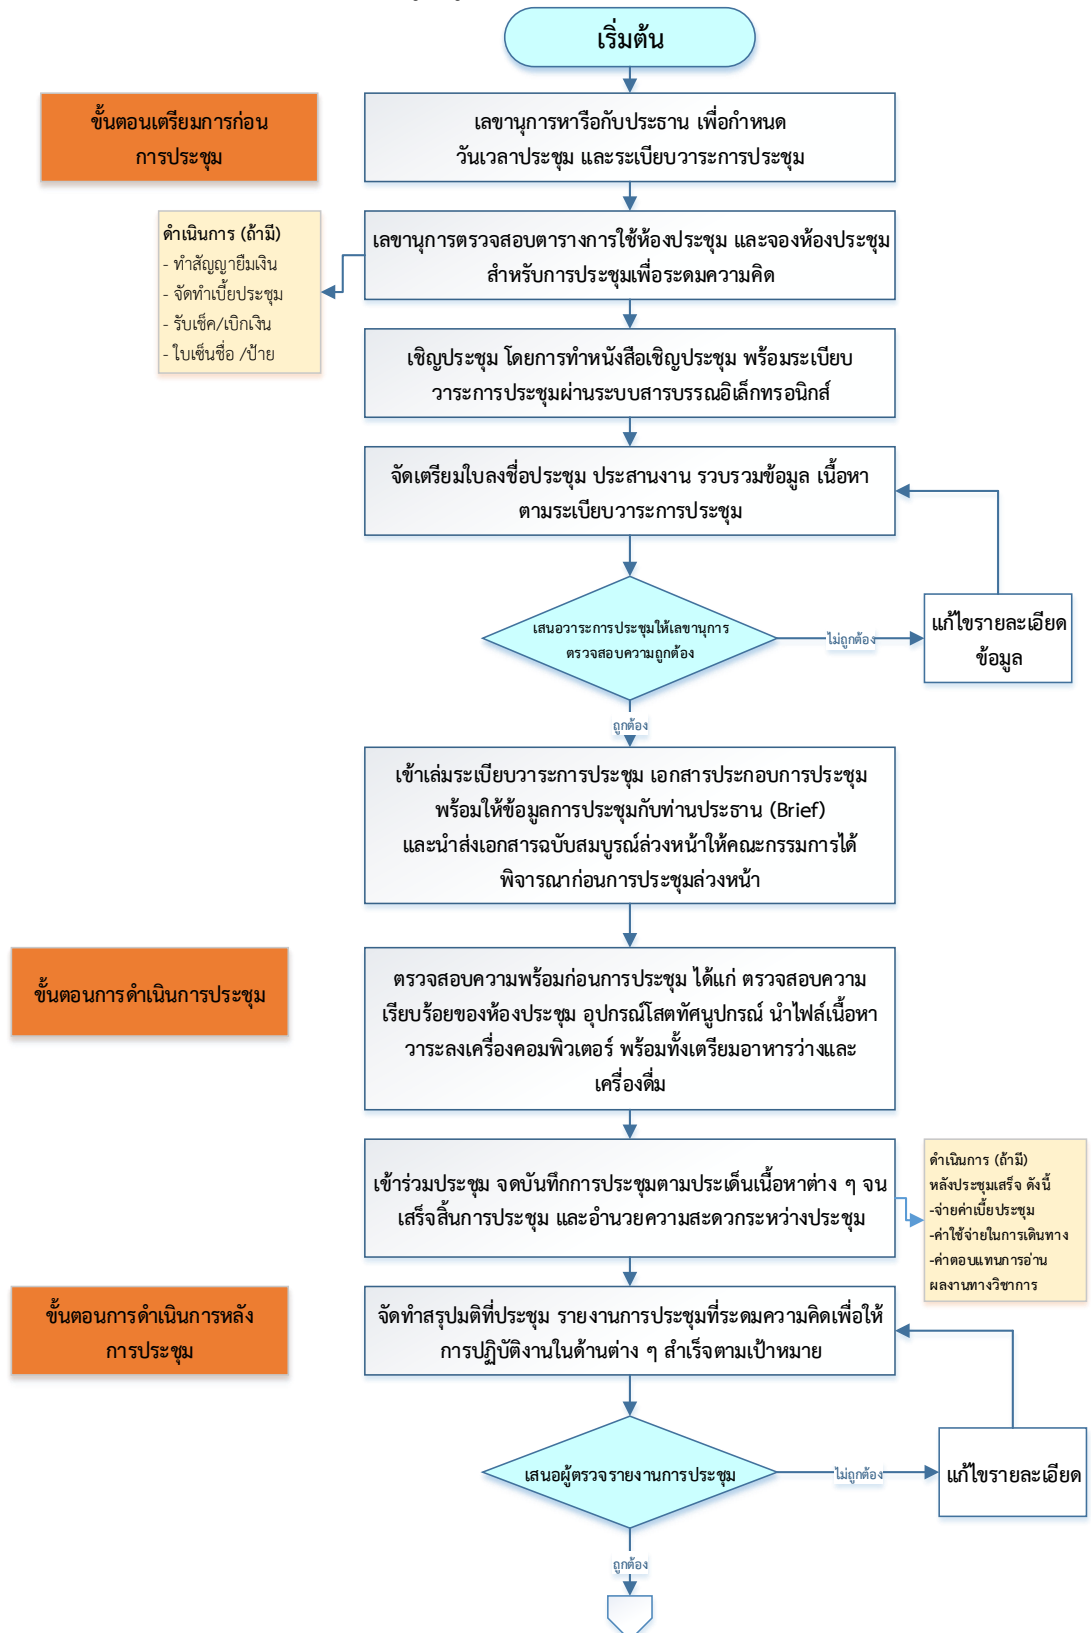 เริ่มต้น
ขั้นตอนเตรียมการก่อน
การประชุม
เลขานุการหารือกับประธาน เพื่อกำหนด
วันเวลาประชุม และระเบียบวาระการประชุม
ดำเนินการ (ถ้ามี)
- ทำสัญญายืมเงิน
- จัดทำเบี้ยประชุม
- รับเช็ค/เบิกเงิน
- ใบเซ็นชื่อ /ป้าย
เลขานุการตรวจสอบตารางการใช้ห้องประชุม และจองห้องประชุม
สำหรับการประชุมเพื่อระดมความคิด
เชิญประชุม โดยการทำหนังสือเชิญประชุม พร้อมระเบียบ
วาระการประชุมผ่านระบบสารบรรณอิเล็กทรอนิกส์
จัดเตรียมใบลงชื่อประชุม ประสานงาน รวบรวมข้อมูล เนื้อหา
ตามระเบียบวาระการประชุม
เสนอวาระการประชุมให้เลขานุการ
ตรวจสอบความถูกต้อง
ไม่ถูกต้อง
แก้ไขรายละเอียด
ข้อมูล
ถูกต้อง
เข้าเล่มระเบียบวาระการประชุม เอกสารประกอบการประชุม
พร้อมให้ข้อมูลการประชุมกับท่านประธาน (Brief)
และนำส่งเอกสารฉบับสมบูรณ์ล่วงหน้าให้คณะกรรมการได้
พิจารณาก่อนการประชุมล่วงหน้า
ขั้นตอนการดำเนินการประชุม
ตรวจสอบความพร้อมก่อนการประชุม ได้แก่ ตรวจสอบความ
เรียบร้อยของห้องประชุม อุปกรณ์โสตทัศนูปกรณ์ นำไฟล์เนื้อหา
วาระลงเครื่องคอมพิวเตอร์ พร้อมทั้งเตรียมอาหารว่างและ
เครื่องดื่ม
เข้าร่วมประชุม จดบันทึกการประชุมตามประเด็นเนื้อหาต่าง ๆ จน
เสร็จสิ้นการประชุม และอำนวยความสะดวกระหว่างประชุม
ดำเนินการ (ถ้ามี)
หลังประชุมเสร็จ ดังนี้
-จ่ายค่าเบี้ยประชุม
-ค่าใช้จ่ายในการเดินทาง
-ค่าตอบแทนการอ่าน
ผลงานทางวิชาการ
ขั้นตอนการดำเนินการหลัง
การประชุม
จัดทำสรุปมติที่ประชุม รายงานการประชุมที่ระดมความคิดเพื่อให้
การปฏิบัติงานในด้านต่าง ๆ สำเร็จตามเป้าหมาย
เสนอผู้ตรวจรายงานการประชุม
ไม่ถูกต้อง
แก้ไขรายละเอียด
ถูกต้อง